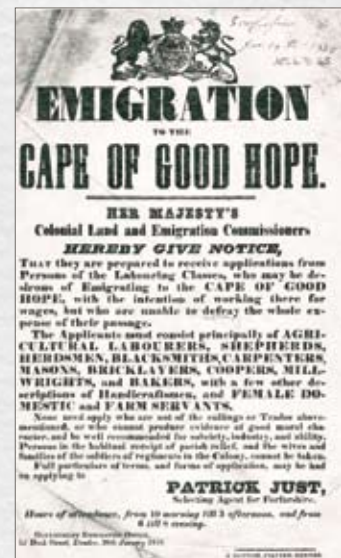 EMIGRATION
TO THE
CAPE OF GOOD HOPE.
HER MAJESTY'S
Colonial Land and Emigration Commissioners
HEREBY GIVE NOTICE,
THAT they are prepared to receive applications from
Persons of the Labouring Classes, who may be de-
sirous of Emigrating to the CAPE OF GOOD
HOPE, with the intention of working there for
wages, but who are unable to defray the whole ex-
pense of their passage.
The Applicants must consist principally of AGRI-
CULTURAL LABOURERS, SHEPHERDS,
HERDSMEN, BLACKSMITHS, CARPENTERS,
MASONS, BRICKLAYERS, COOPERS, MILL-
WRIGHTS, and BAKERS, with a few other de-
scriptions of Handicraftsmen, and FEMALE DO-
MESTIC and FARM SERVANTS.
None need apply who are not of the callings or Trades above-
mentioned, or who cannot produce evidence of good moral cha-
racter, and be well recommended for sobriety, industry, and ability.
Persons in the habitual receipt of parish relief, and the wives and
families of the soldiers of regiments in the Colony, cannot be taken.
Full particulars of terms, and forms of application, may be had
on applying to
PATRICK JUST,
Selecting Agent for Forfarshire.
Hours of attendance, from 10 morning till 3 afternoon, and from
6 till 8 evening.
Office,
Street, Dundee, January